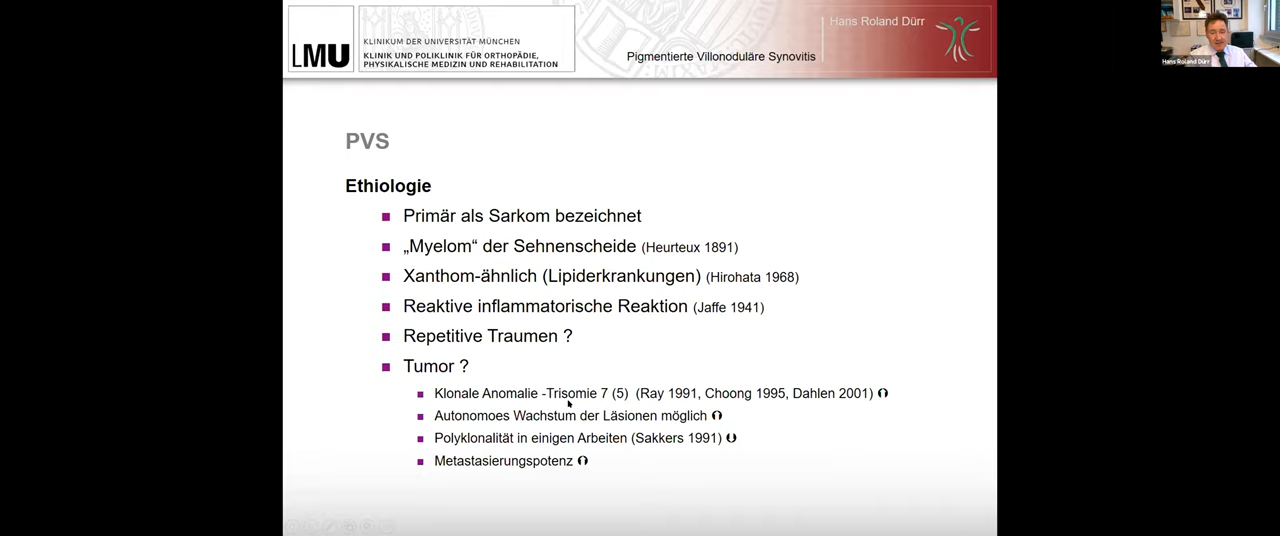 LMU
KLINIKUM DER UNIVERSITÄT MÜNCHEN
KLINIK UND POLIKLINIK FÜR ORTHOPÄDIE,
PHYSIKALISCHE MEDIZIN UND REHABILITATION
Pigmentierte Villonoduläre Synovitis
Hans Roland Dürr
Hans Roland Dürr
PVS
Ethiologie
Primär als Sarkom bezeichnet
„Myelom“ der Sehnenscheide (Heurteux 1891)
Xanthom-ähnlich (Lipiderkrankungen) (Hirohata 1968)
Reaktive inflammatorische Reaktion (Jaffe 1941)
Repetitive Traumen ?
Tumor ?
Klonale Anomalie -Trisomie 7 (5) (Ray 1991, Choong 1995, Dahlen 2001)
Autonomoes Wachstum der Läsionen möglich
Polyklonalität in einigen Arbeiten (Sakkers 1991)
Metastasierungspotenz